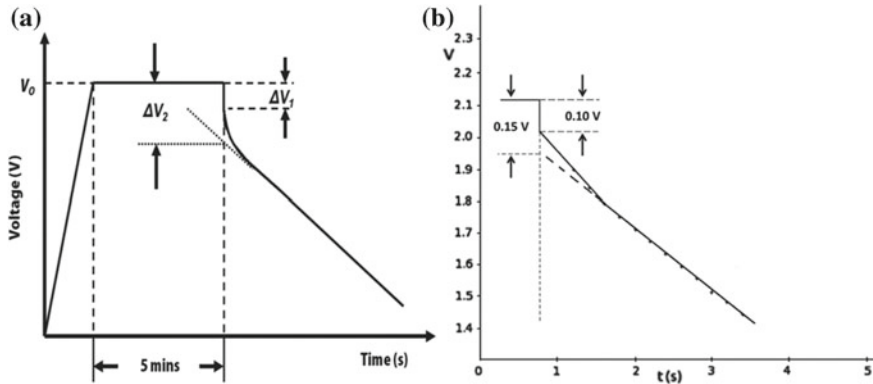 (a)
V₀
ΔV₂
ΔV₁
Voltage (V)
5 mins
Time (s)
(b)
V
2.3
2.2
2.1
2.0
1.9
1.8
1.7
1.6
1.5
1.4
0.15 V
0.10 V
0
1
2
3
4
5
t (s)